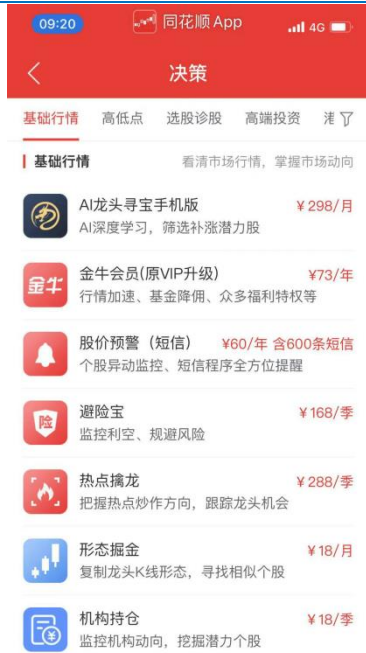 09:20
同花顺App
4G
决策
基础行情 高低点 选股诊股 高端投资
基础行情 看清市场行情，掌握市场动向
AI龙头寻宝手机版 ¥298/月
AI深度学习，筛选补涨潜力股
金牛
金牛会员(原VIP升级) ¥73/年
行情加速、基金降佣、众多福利特权等
股价预警（短信） ¥60/年 含600条短信
个股异动监控、短信程序全方位提醒
险
避险宝 ¥168/季
监控利空、规避风险
热点擒龙 ¥288/季
把握热点炒作方向，跟踪龙头机会
形态掘金 ¥18/月
复制龙头K线形态，寻找相似个股
机构持仓 ¥18/季
监控机构动向，挖掘潜力个股